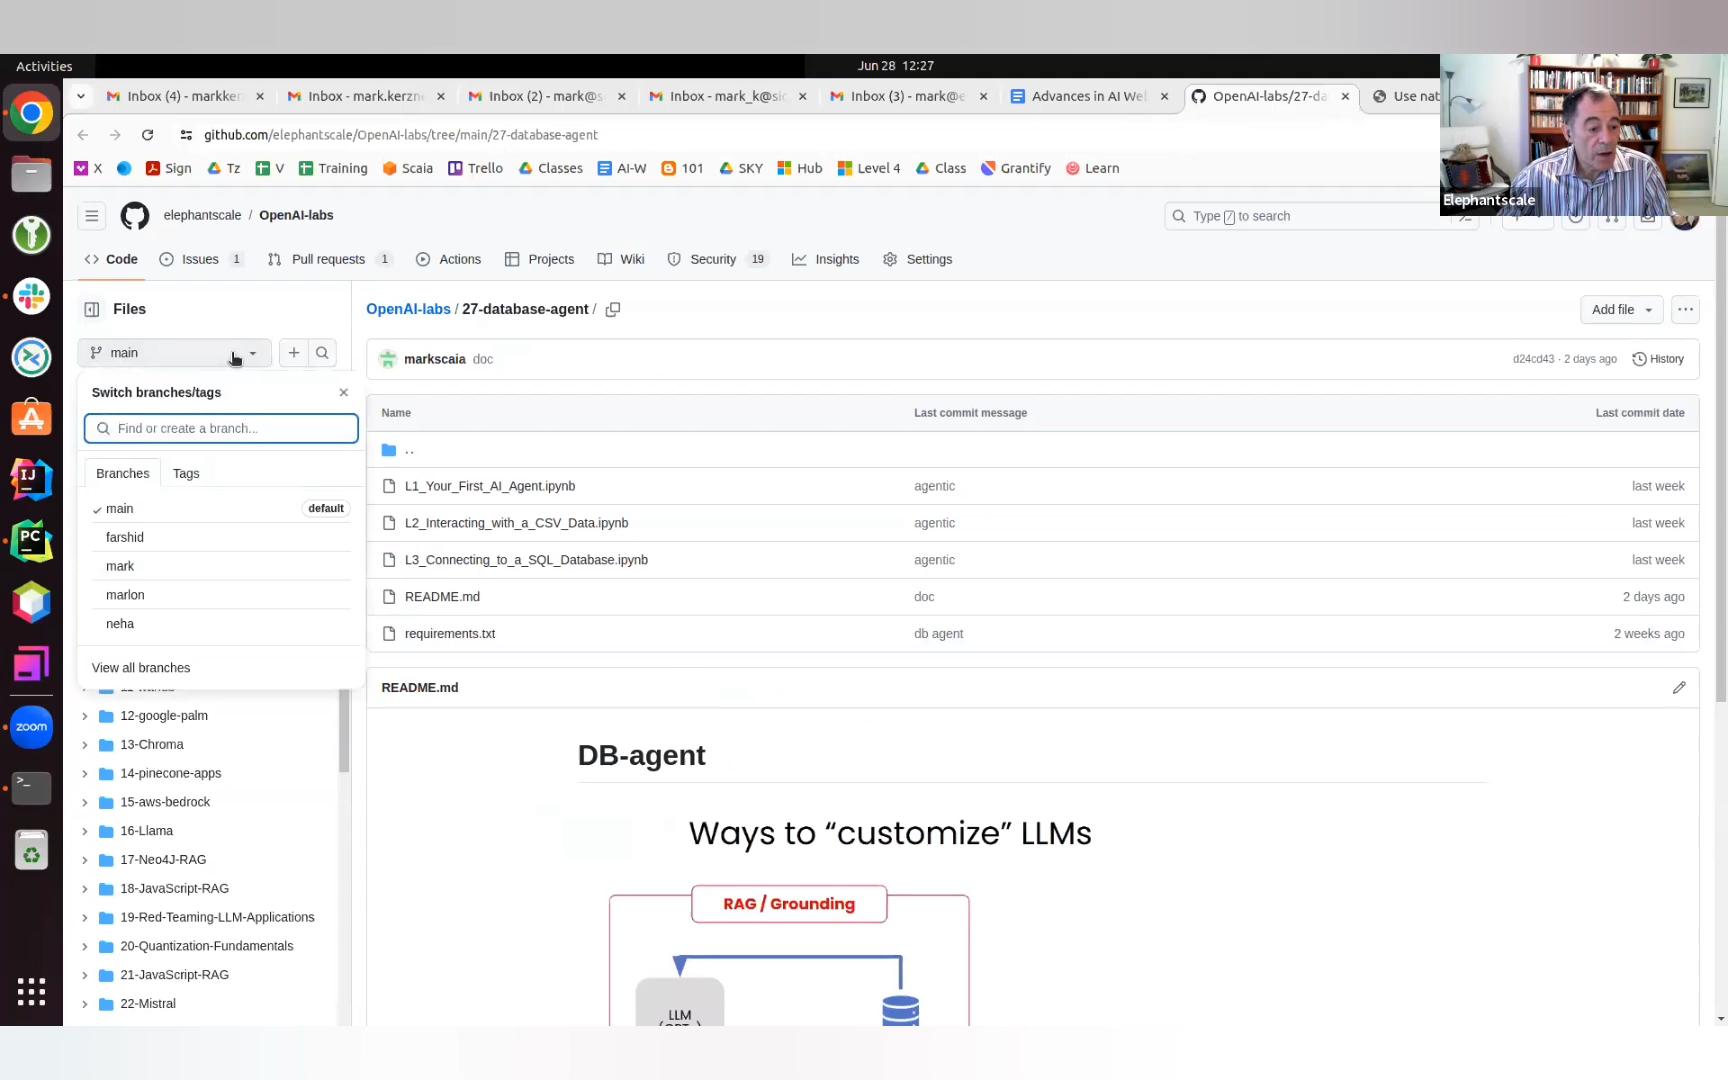 Activities
Jun 28 12:27
Inbox (4) - markker
Inbox - mark.kerzne
Inbox (2) - mark@s
Inbox - mark_k@sic
Inbox (3) - mark@e
Advances in AI We
OpenAI-labs/27-da
Use nat
github.com/elephantscale/OpenAI-labs/tree/main/27-database-agent
X
Sign
Tz
V
Training
Scaia
Trello
Classes
AI-W
101
SKY
Hub
Level 4
Class
Grantify
Learn
Elephantscale
elephantscale / OpenAI-labs
Type / to search
<> Code
Issues 1
Pull requests 1
Actions
Projects
Wiki
Security 19
Insights
Settings
Files
OpenAI-labs / 27-database-agent /
Add file
main
markscaia doc
d24cd43 · 2 days ago
History
Switch branches/tags
Find or create a branch...
Branches
Tags
main default
farshid
mark
marlon
neha
View all branches
12-google-palm
13-Chroma
14-pinecone-apps
15-aws-bedrock
16-Llama
17-Neo4J-RAG
18-JavaScript-RAG
19-Red-Teaming-LLM-Applications
20-Quantization-Fundamentals
21-JavaScript-RAG
22-Mistral
Name Last commit message Last commit date
..
L1_Your_First_AI_Agent.ipynb agentic last week
L2_Interacting_with_a_CSV_Data.ipynb agentic last week
L3_Connecting_to_a_SQL_Database.ipynb agentic last week
README.md doc 2 days ago
requirements.txt db agent 2 weeks ago
README.md
DB-agent
Ways to “customize” LLMs
RAG / Grounding
LLM
IJ
PC
zoom